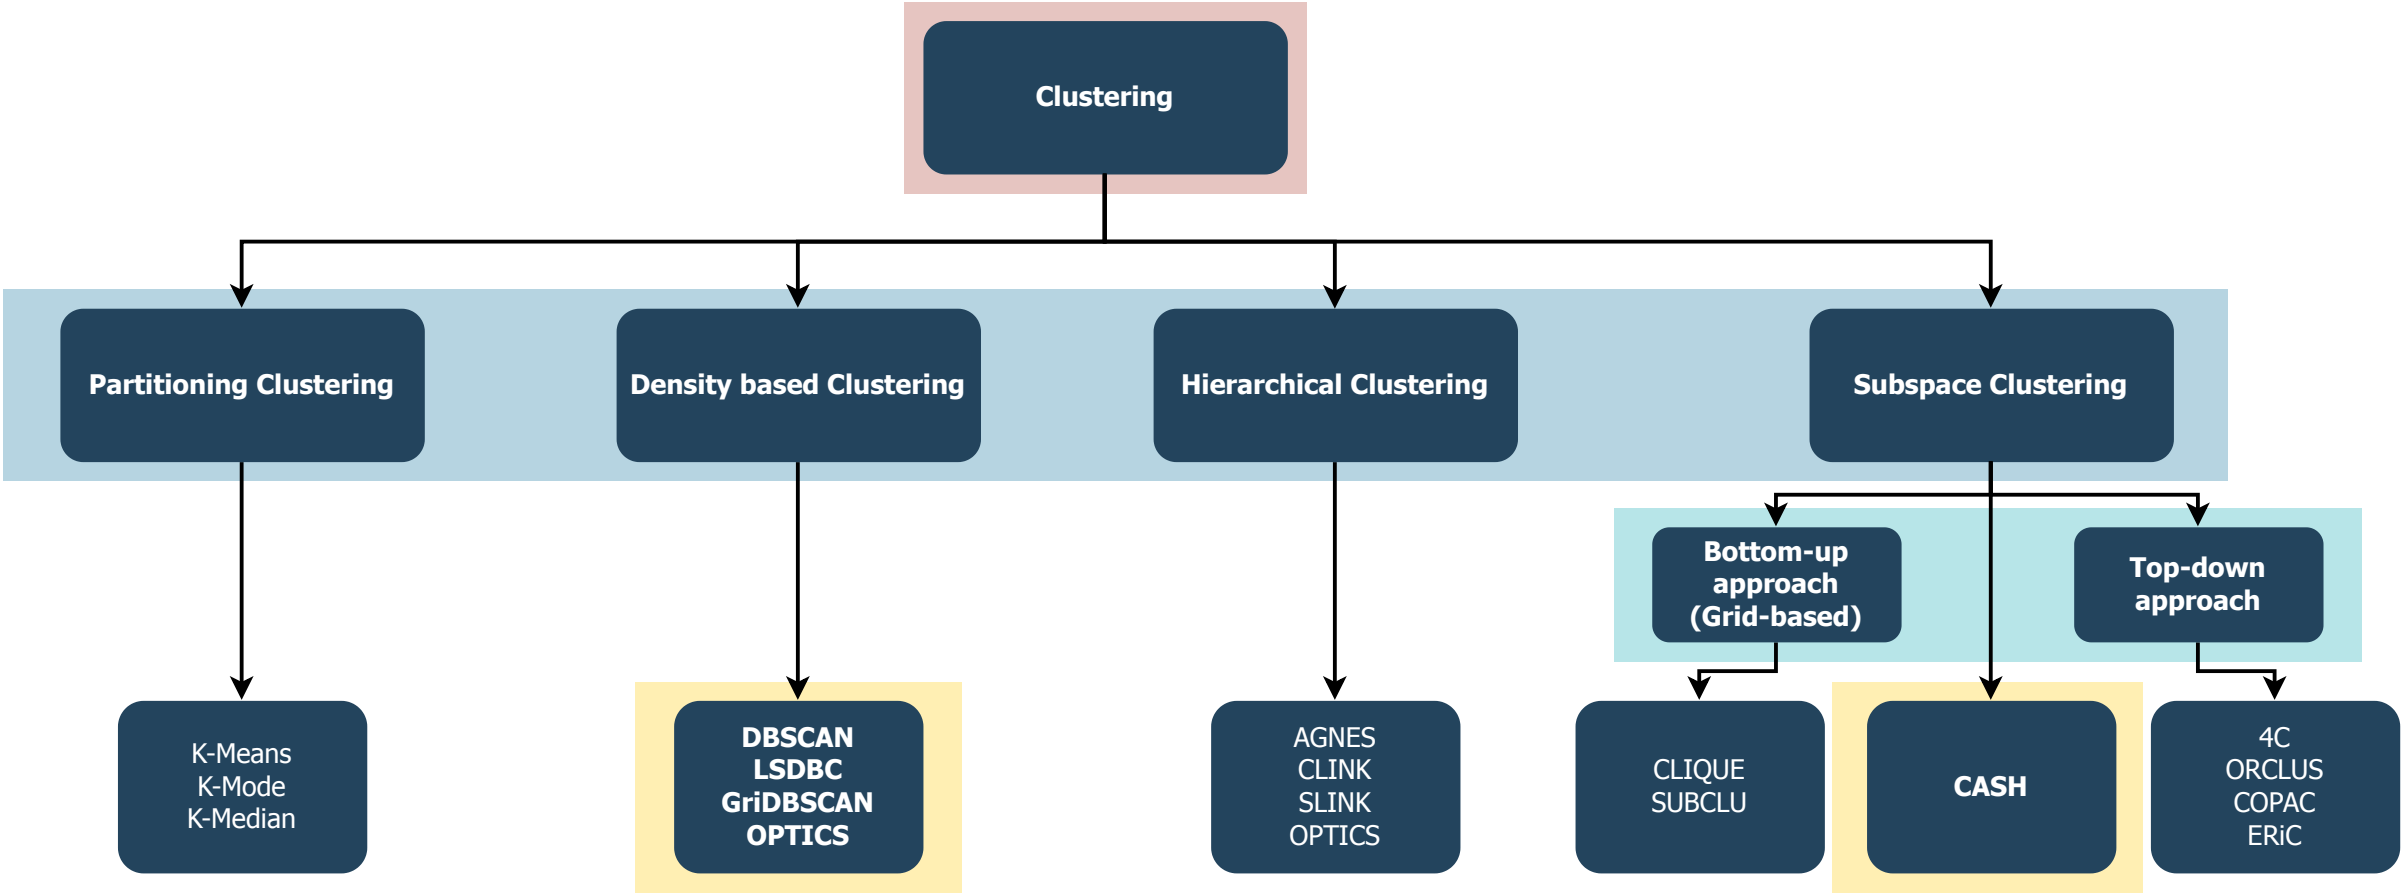 Clustering
Partitioning Clustering
Density based Clustering
Hierarchical Clustering
Subspace Clustering
Bottom-up
approach
(Grid-based)
Top-down
approach
K-Means
K-Mode
K-Median
DBSCAN
LSDBC
GriDBSCAN
OPTICS
AGNES
CLINK
SLINK
OPTICS
CLIQUE
SUBCLU
CASH
4C
ORCLUS
COPAC
ERiC